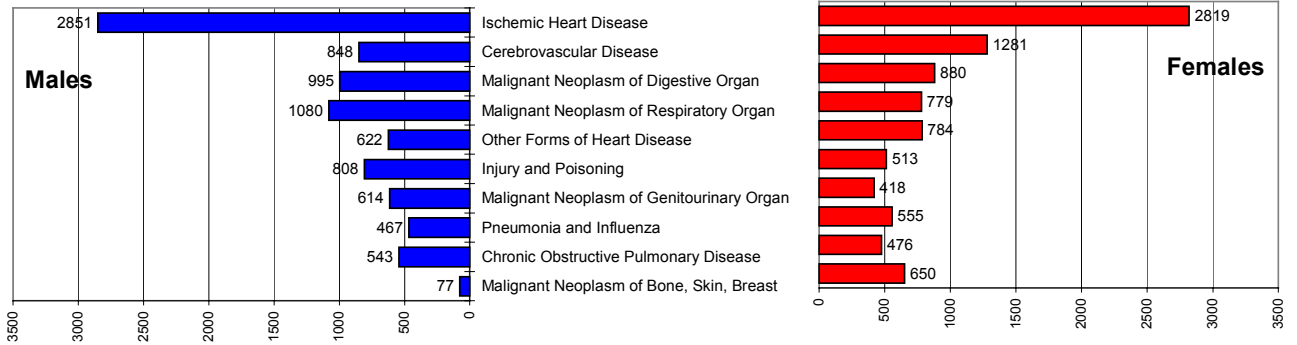 2851 Ischemic Heart Disease 2819
848 Cerebrovascular Disease 1281
995 Malignant Neoplasm of Digestive Organ 880
Males Females
1080 Malignant Neoplasm of Respiratory Organ 779
622 Other Forms of Heart Disease 784
808 Injury and Poisoning 513
614 Malignant Neoplasm of Genitourinary Organ 418
467 Pneumonia and Influenza 555
543 Chronic Obstructive Pulmonary Disease 476
77 Malignant Neoplasm of Bone, Skin, Breast 650
3500 3000 2500 2000 1500 1000 500 0
0 500 1000 1500 2000 2500 3000 3500